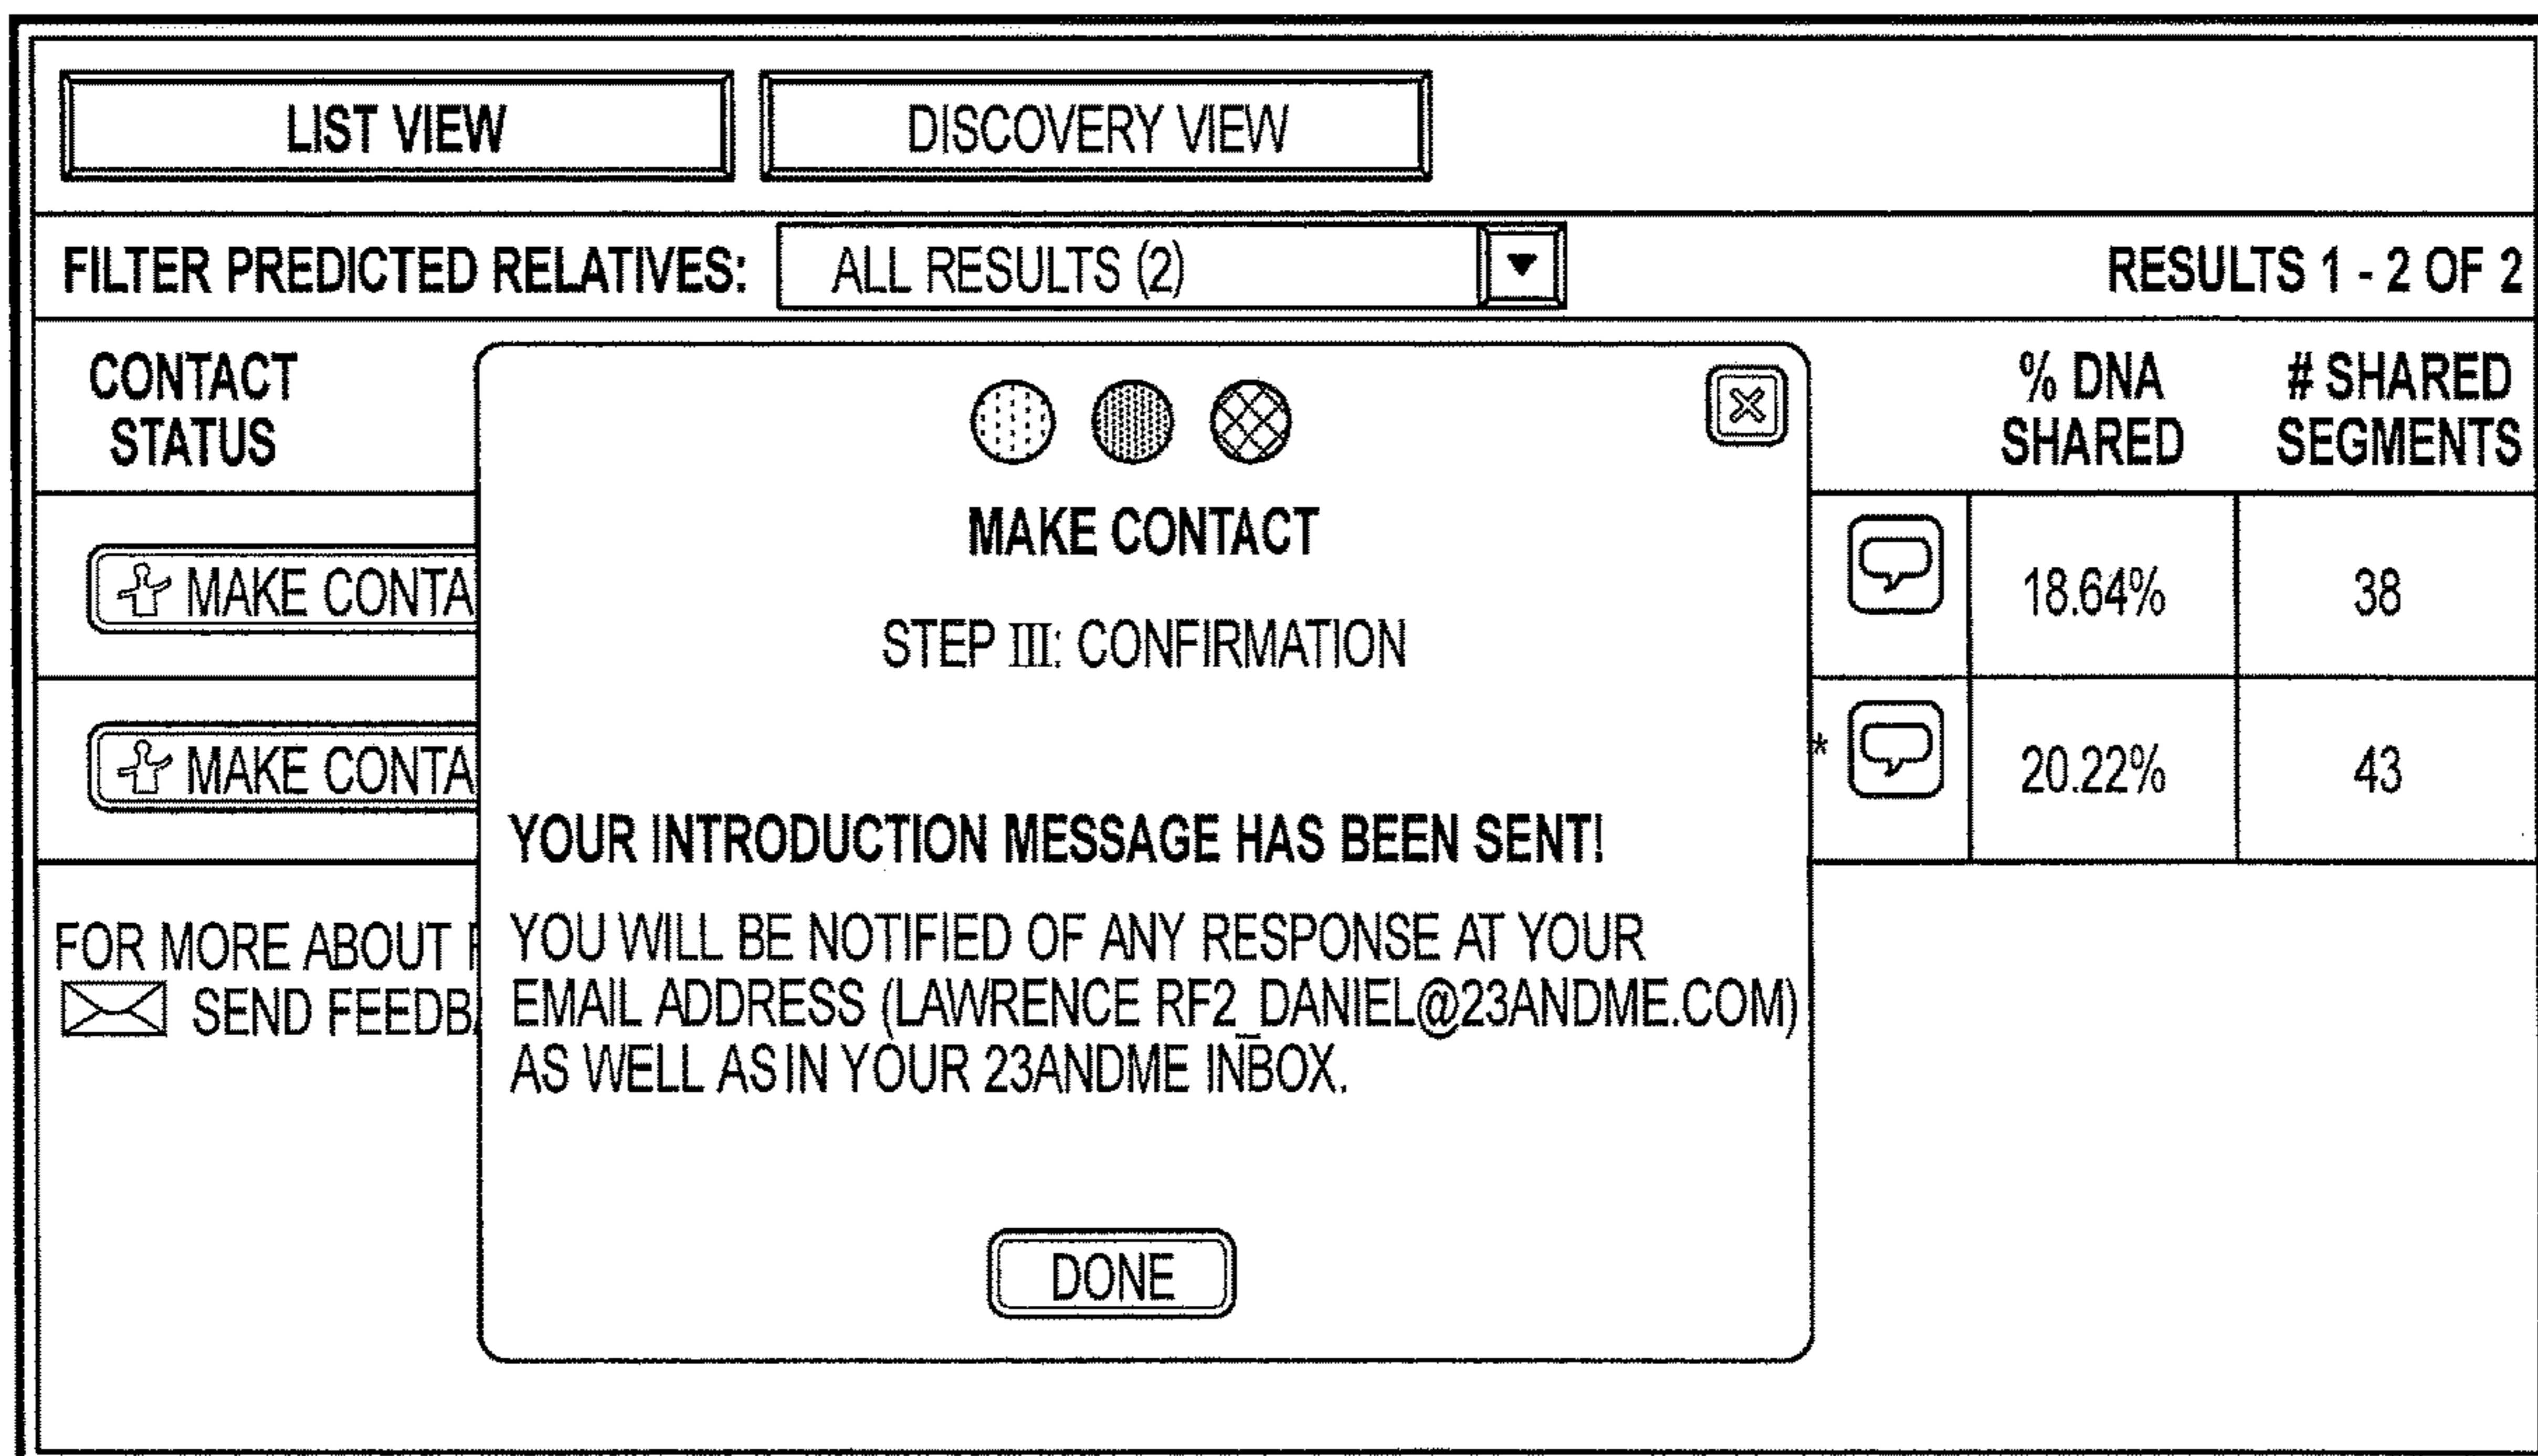 LIST VIEW
DISCOVERY VIEW
FILTER PREDICTED RELATIVES:
ALL RESULTS (2)
RESULTS 1 - 2 OF 2
CONTACT
STATUS
% DNA
SHARED
# SHARED
SEGMENTS
MAKE CONTA
18.64%
38
MAKE CONTA
*
20.22%
43
FOR MORE ABOUT
SEND FEEDBA
MAKE CONTACT
STEP III: CONFIRMATION
YOUR INTRODUCTION MESSAGE HAS BEEN SENT!
YOU WILL BE NOTIFIED OF ANY RESPONSE AT YOUR
EMAIL ADDRESS (LAWRENCE RF2_DANIEL@23ANDME.COM)
AS WELL AS IN YOUR 23ANDME INBOX.
DONE